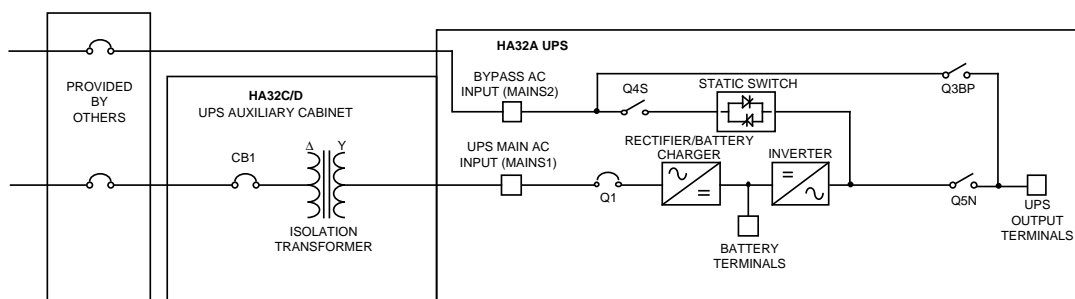 HA32A UPS
PROVIDED
BY
OTHERS
HA32C/D
UPS AUXILIARY CABINET
CB1
Δ Y
ISOLATION
TRANSFORMER
BYPASS AC
INPUT (MAINS2)
Q4S
STATIC SWITCH
Q3BP
UPS MAIN AC
INPUT (MAINS1)
Q1
RECTIFIER/BATTERY
CHARGER
INVERTER
BATTERY
TERMINALS
Q5N
UPS
OUTPUT
TERMINALS